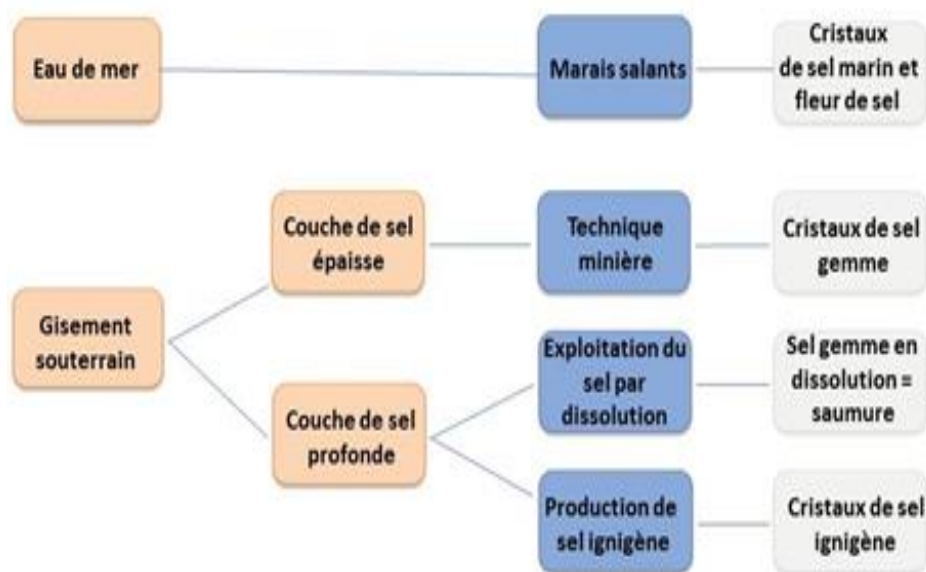 Eau de mer
Marais salants
Cristaux
de sel marin et
fleur de sel
Gisement
souterrain
Couche de sel
épaisse
Technique
minière
Cristaux de sel
gemme
Couche de sel
profonde
Exploitation du
sel par
dissolution
Sel gemme en
dissolution =
saumure
Production de
sel ignigène
Cristaux de sel
ignigène